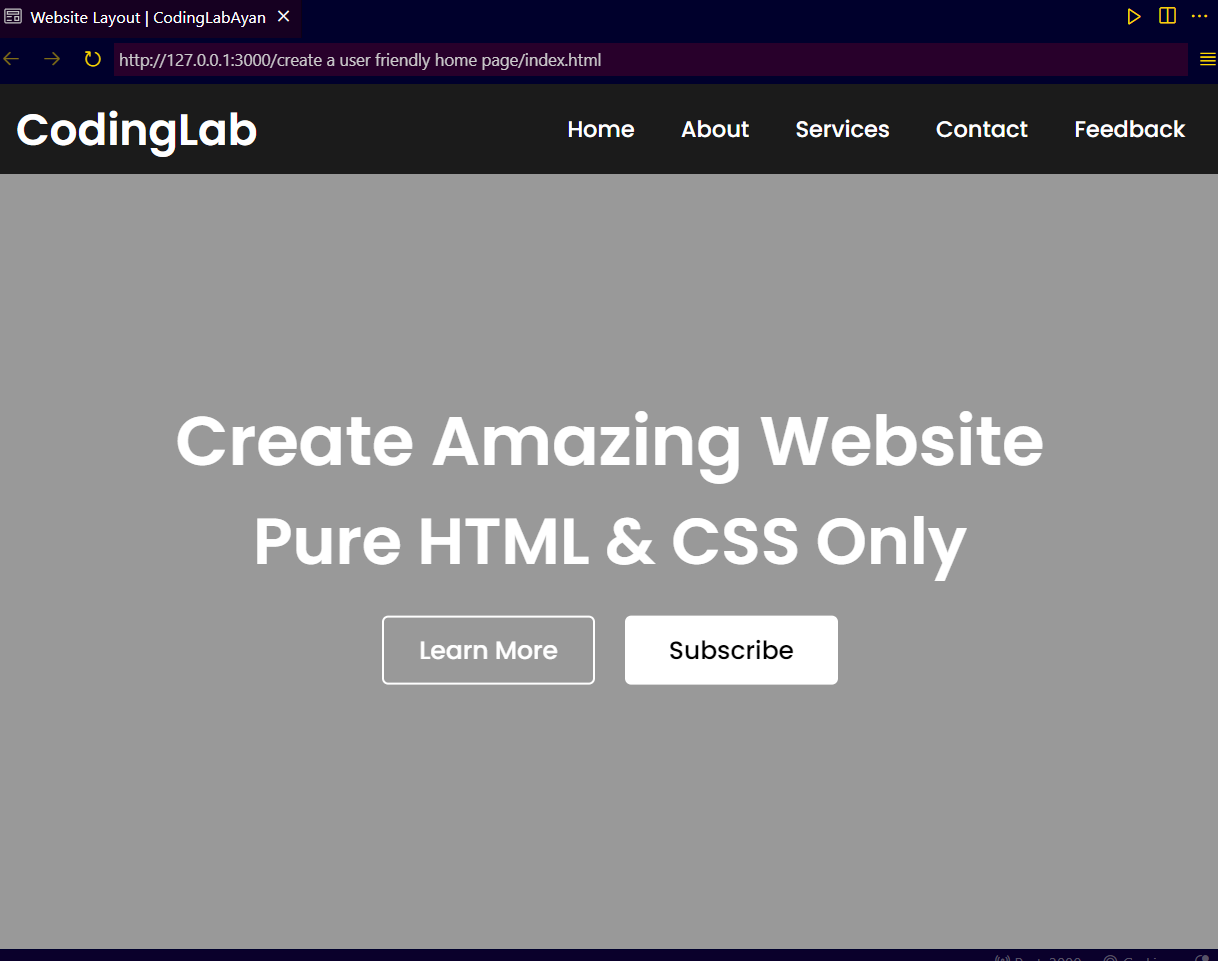 Website Layout | CodingLabAyan
http://127.0.0.1:3000/create a user friendly home page/index.html
CodingLab
Home About Services Contact Feedback
Create Amazing Website
Pure HTML & CSS Only
Learn More Subscribe